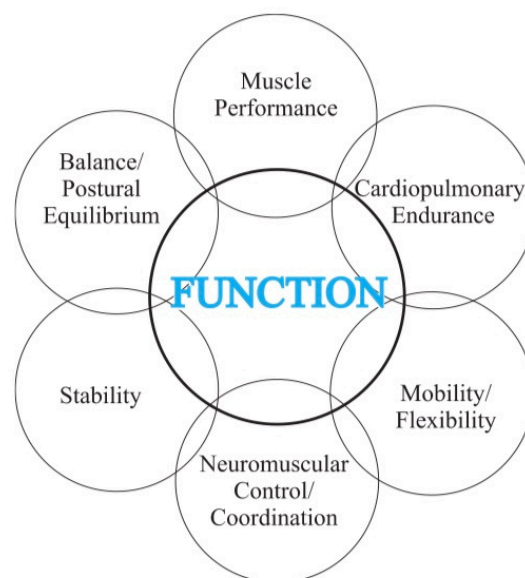 Muscle
Performance
Balance/
Postural
Equilibrium
Cardiopulmonary
Endurance
FUNCTION
Stability
Mobility/
Flexibility
Neuromuscular
Control/
Coordination